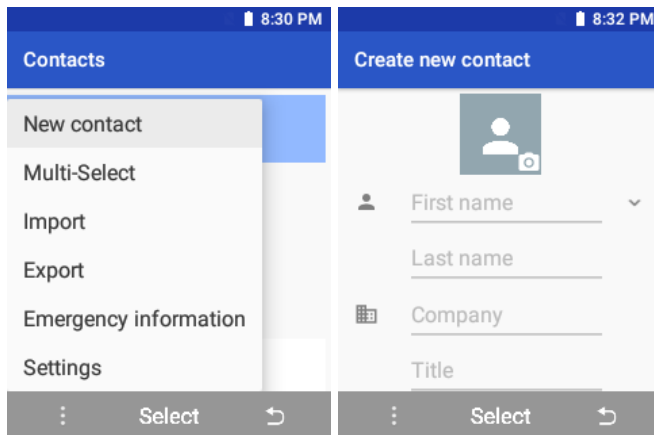 8:30 PM
Contacts
New contact
Multi-Select
Import
Export
Emergency information
Settings
Select
8:32 PM
Create new contact
First name
Last name
Company
Title
Select